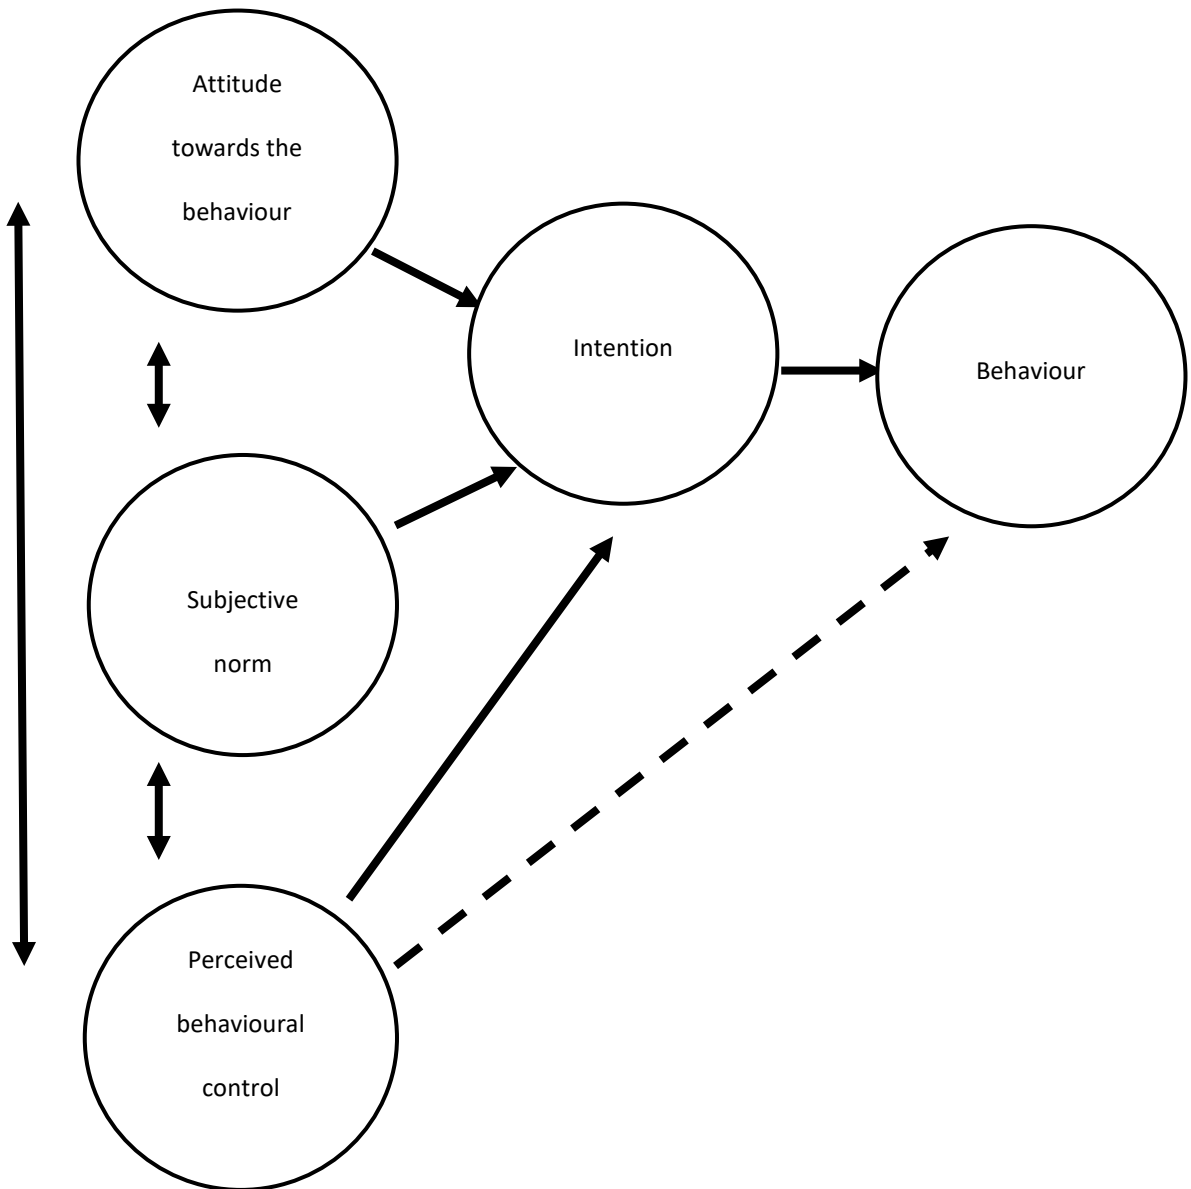 Attitude
towards the
behaviour
Intention
Behaviour
Subjective
norm
Perceived
behavioural
control